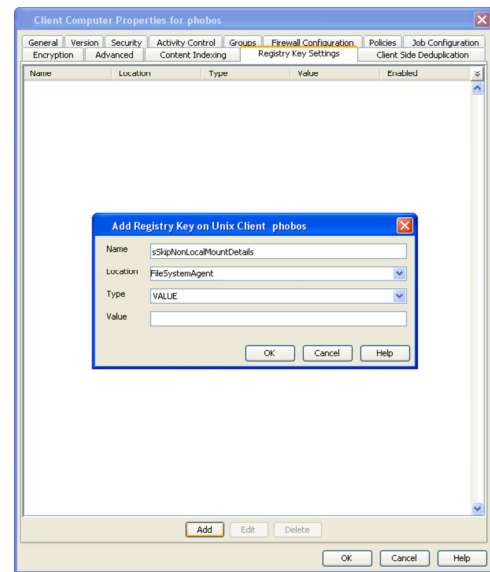 Client Computer Properties for phobos
General Version Security Activity Control Groups Firewall Configuration Policies Job Configuration
Encryption Advanced Content Indexing Registry Key Settings Client Side Deduplication
Name Location Type Value Enabled
Add Registry Key on Unix Client phobos
Name sSkipNonLocalMountDetails
Location FileSystemAgent
Type VALUE
Value
OK Cancel Help
Add Edit Delete
OK Cancel Help